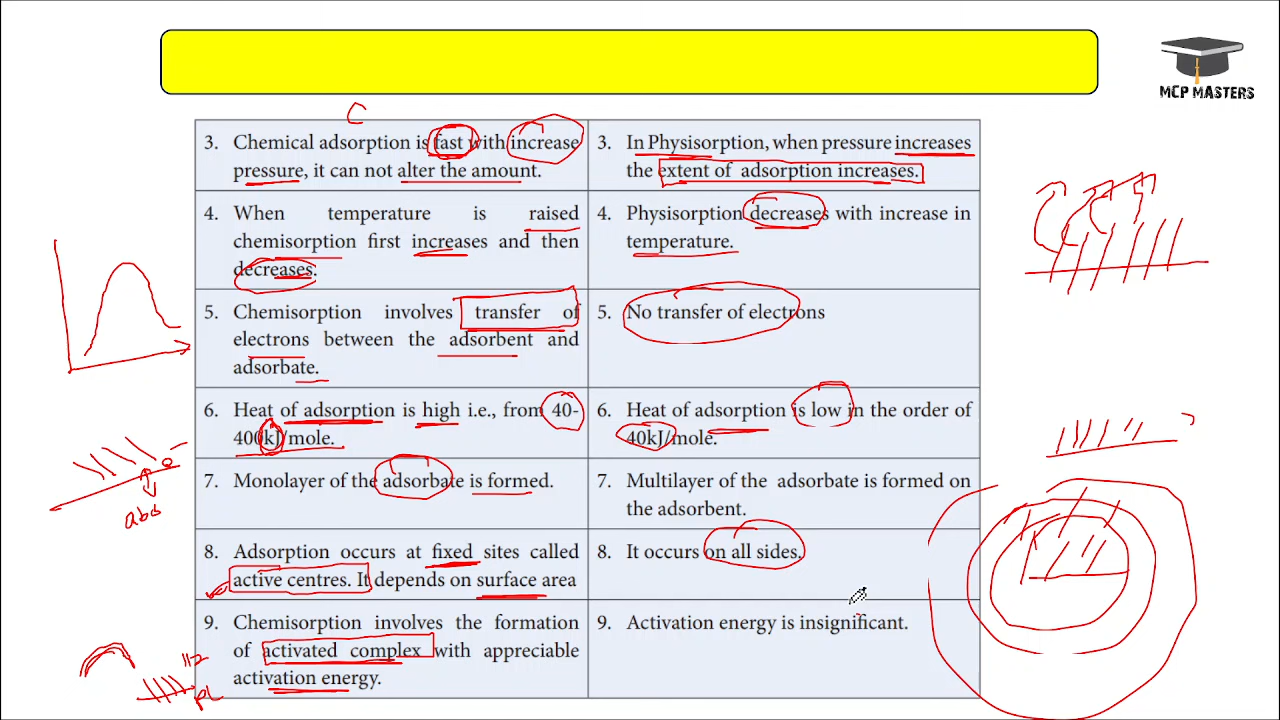 MCP MASTERS
C
3. Chemical adsorption is fast with increase
pressure, it can not alter the amount.
3. In Physisorption, when pressure increases
the extent of adsorption increases.
4. When temperature is raised
chemisorption first increases and then
decreases.
4. Physisorption decreases with increase in
temperature.
5. Chemisorption involves transfer of
electrons between the adsorbent and
adsorbate.
5. No transfer of electrons
6. Heat of adsorption is high i.e., from 40-
400kJ/mole.
6. Heat of adsorption is low in the order of
40kJ/mole.
7. Monolayer of the adsorbate is formed.
7. Multilayer of the adsorbate is formed on
the adsorbent.
8. Adsorption occurs at fixed sites called
active centres. It depends on surface area
8. It occurs on all sides.
9. Chemisorption involves the formation
of activated complex with appreciable
activation energy.
9. Activation energy is insignificant.